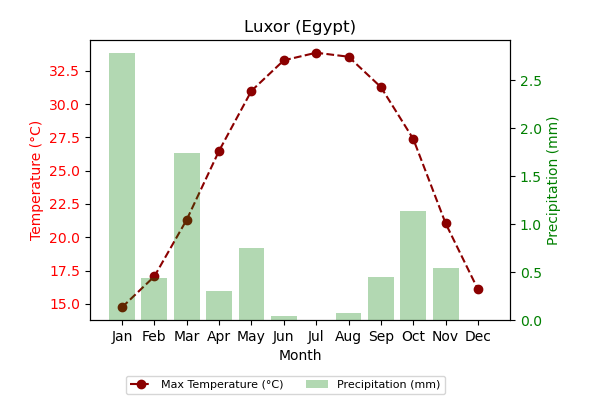 Luxor (Egypt)
Temperature (°C)
32.5
30.0
27.5
25.0
22.5
20.0
17.5
15.0
2.5
2.0
1.5
1.0
0.5
0.0
Precipitation (mm)
Jan Feb Mar Apr May Jun Jul Aug Sep Oct Nov Dec
Month
Max Temperature (°C) Precipitation (mm)